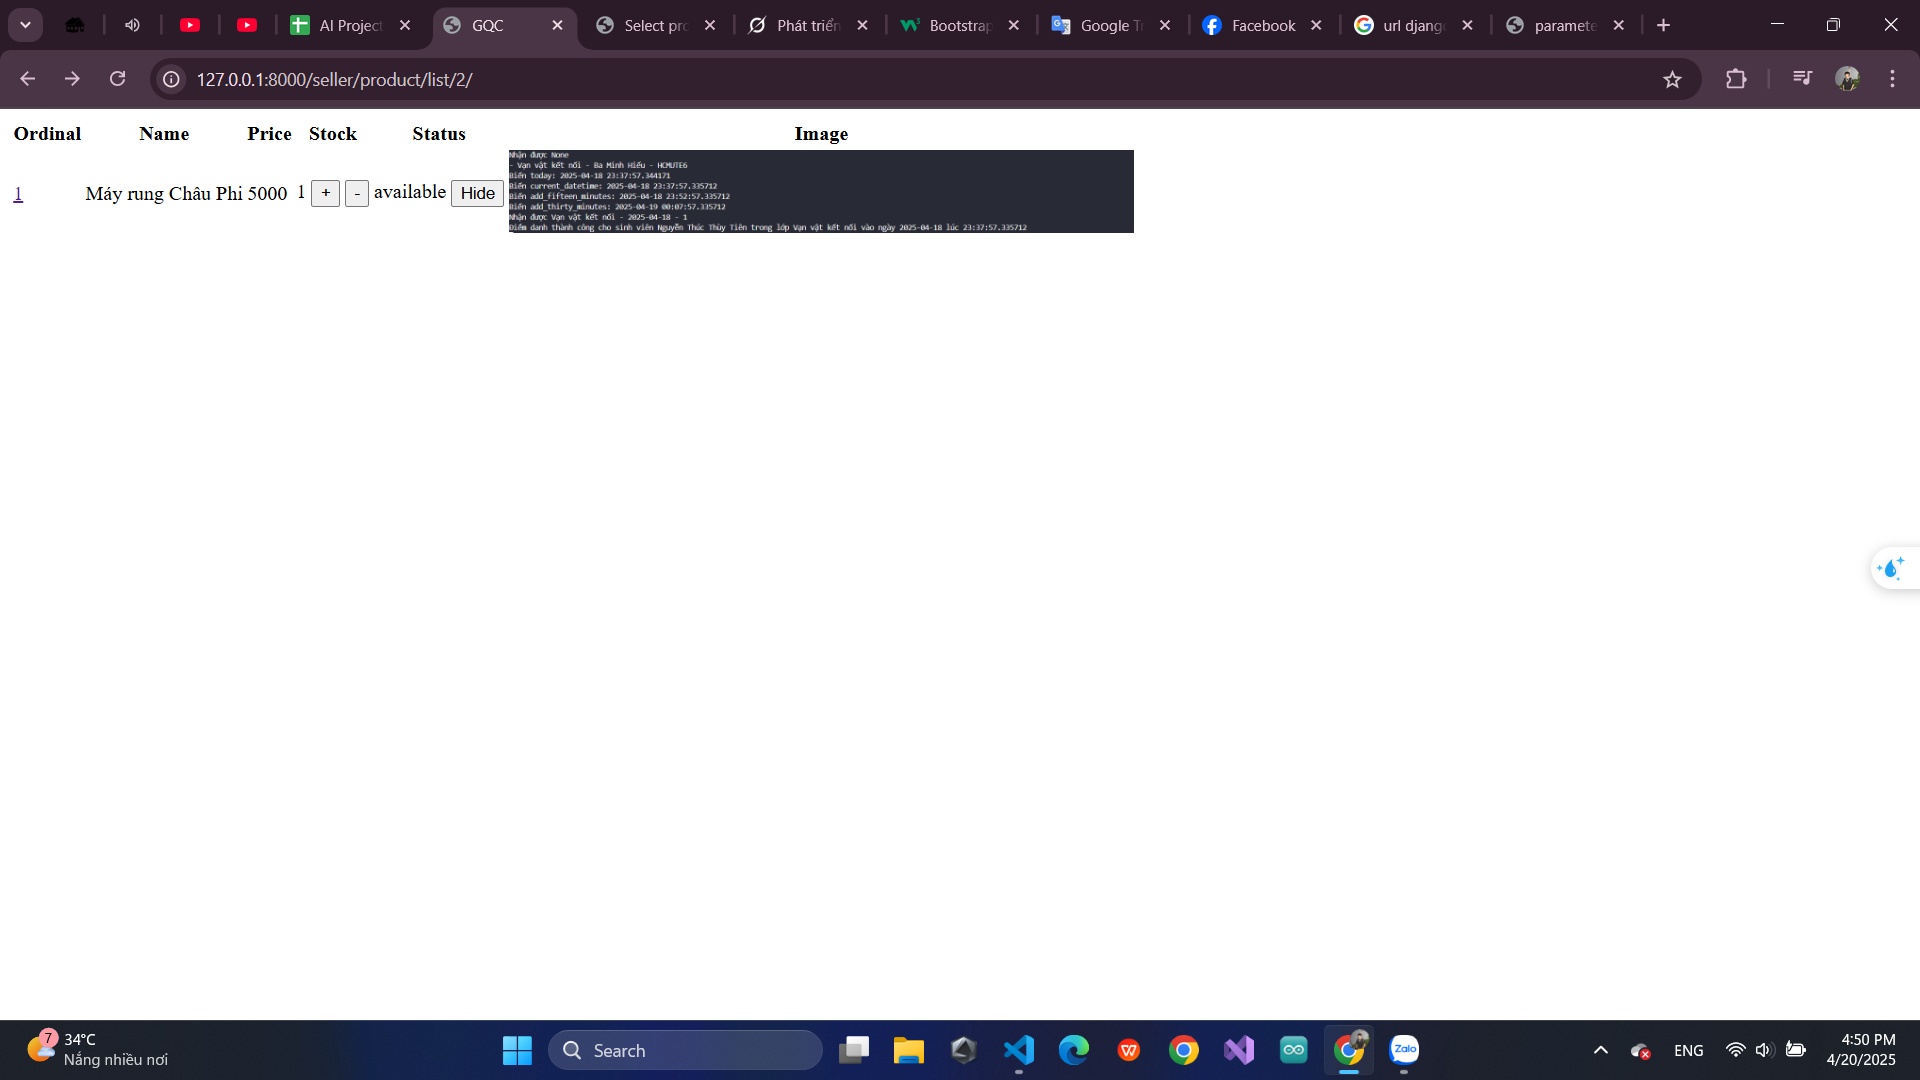 AI Project
GQC
Select pro
Phát triển
Bootstrap
Google Tr
Facebook
url django
paramete
127.0.0.1:8000/seller/product/list/2/
Ordinal Name Price Stock Status Image
1 Máy rung Châu Phi 5000 1 + - available Hide
Nhận được None
- Vạn vật kết nối - Ba Minh Hiếu - HCMUTE6
Biến today: 2025-04-18 23:37:57.344171
Biến current_datetime: 2025-04-18 23:37:57.335712
Biến add_fifteen_minutes: 2025-04-18 23:52:57.335712
Biến add_thirty_minutes: 2025-04-19 00:07:57.335712
Nhận được Vạn vật kết nối - 2025-04-18 - 1
Điểm danh thành công cho sinh viên Nguyễn Thúc Thùy Tiên trong lớp Vạn vật kết nối vào ngày 2025-04-18 lúc 23:37:57.335712
7
34°C
Nắng nhiều nơi
Search
Zalo
ENG
4:50 PM
4/20/2025